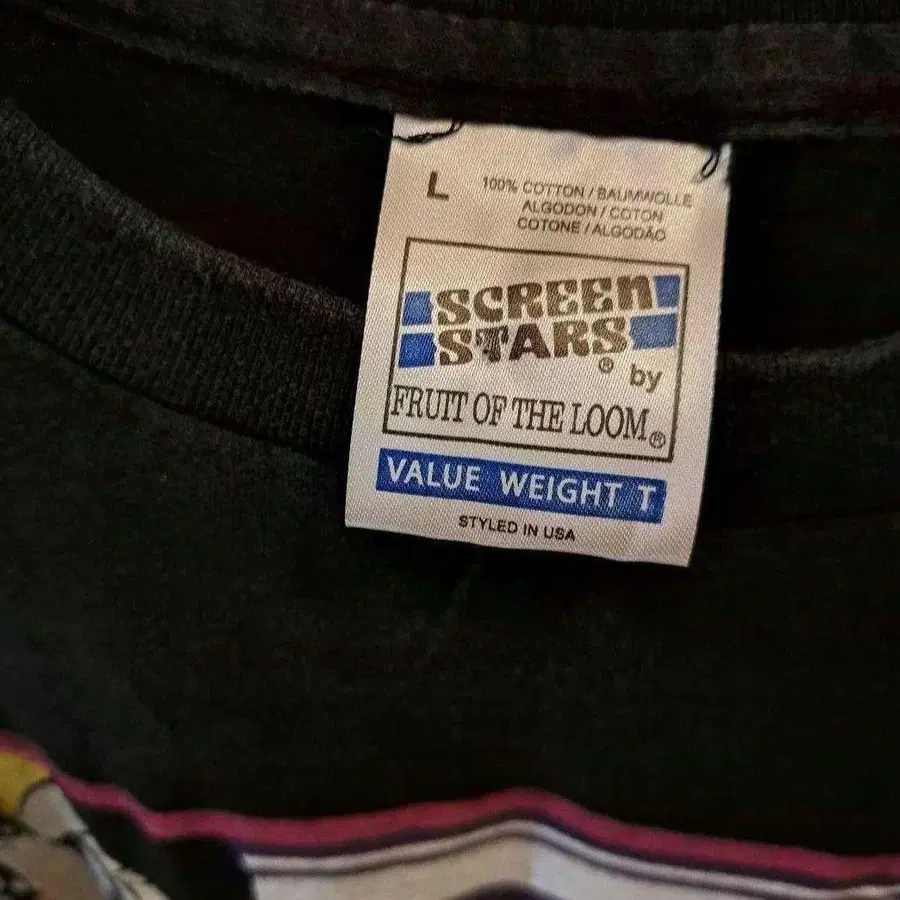 L
100% COTTON / BAUMWOLLE
ALGODON / COTON
COTONE / ALGODÃO
SCREEN
STARS®
by
FRUIT OF THE LOOM®
VALUE WEIGHT T
STYLED IN USA